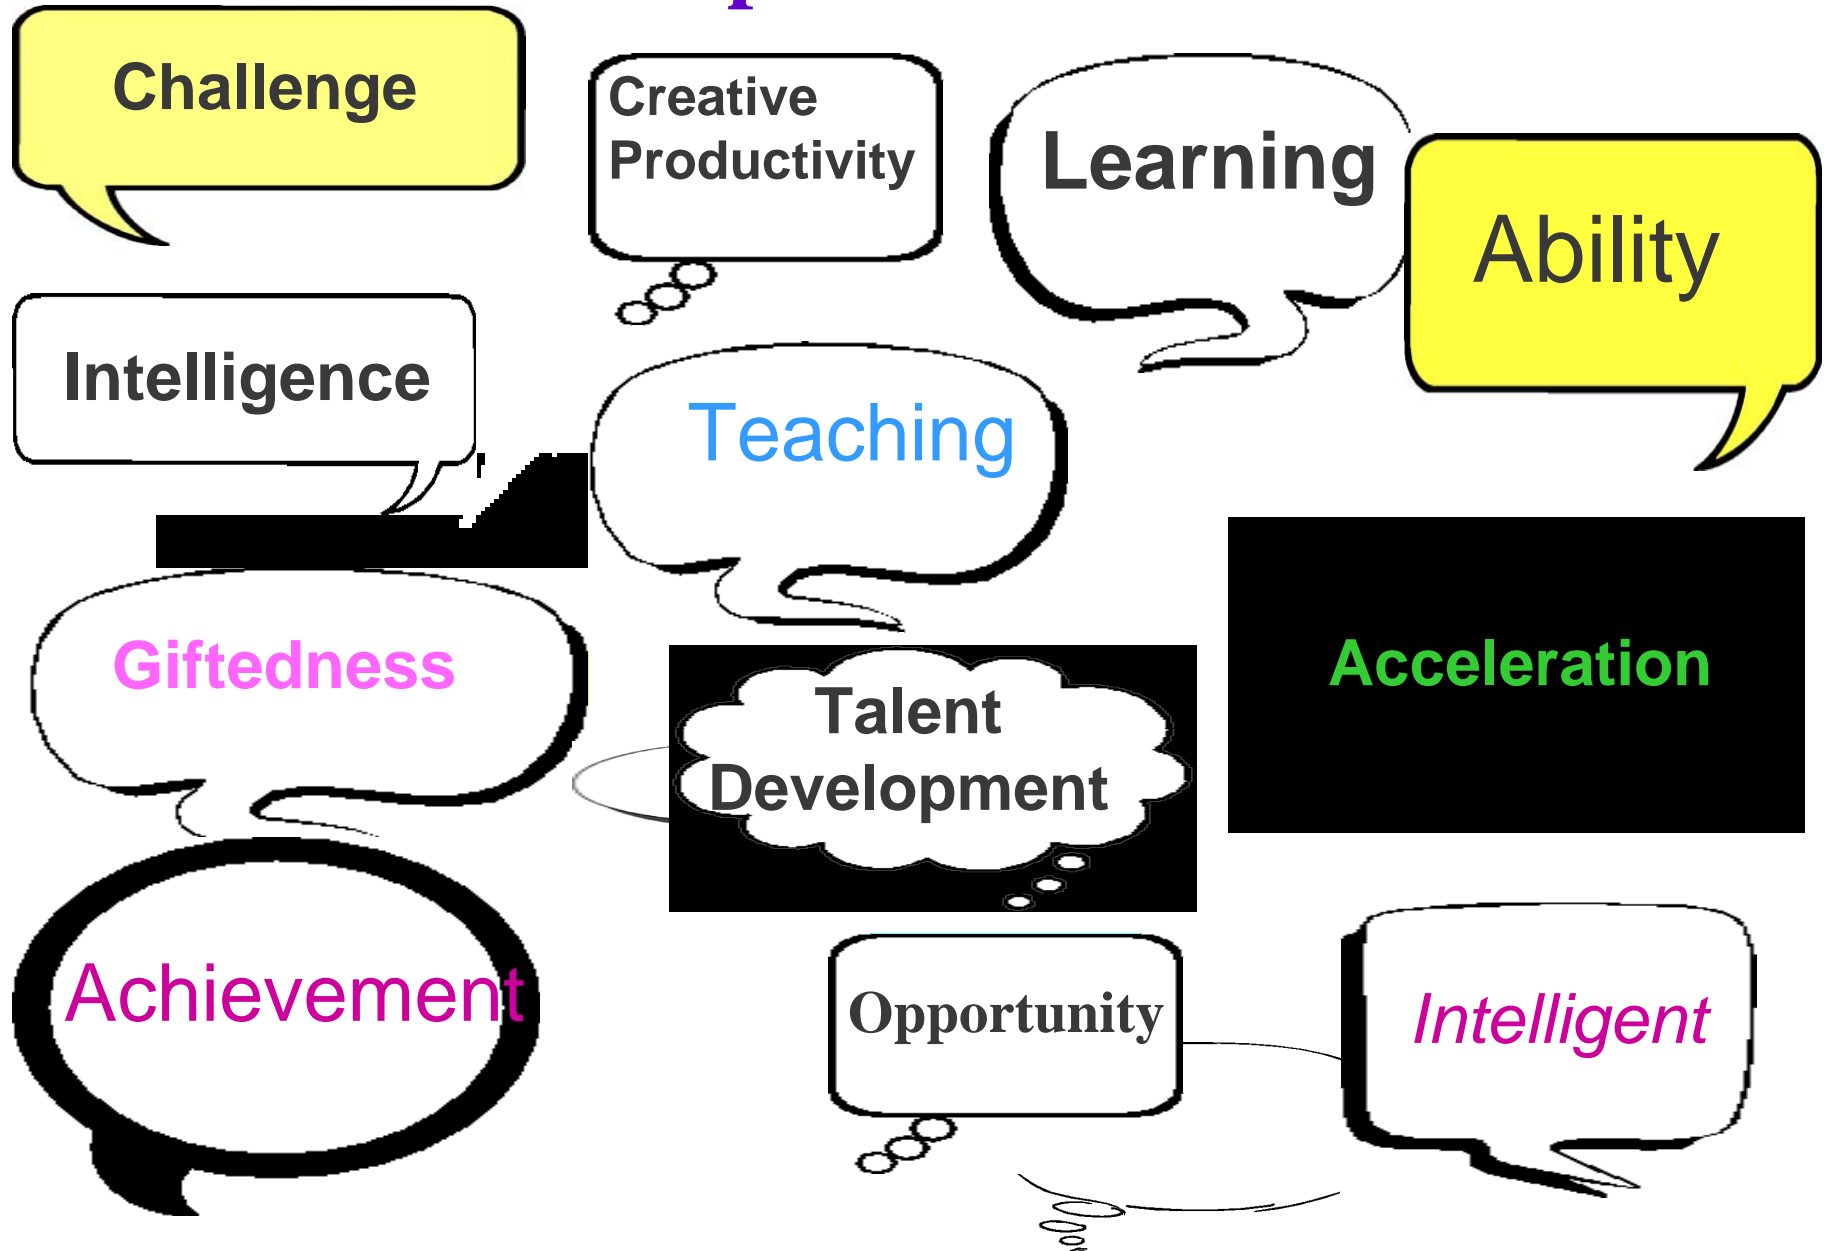 Challenge
Creative
Productivity
Learning
Ability
Intelligence
Teaching
Giftedness
Talent
Development
Acceleration
Achievement
Opportunity
Intelligent